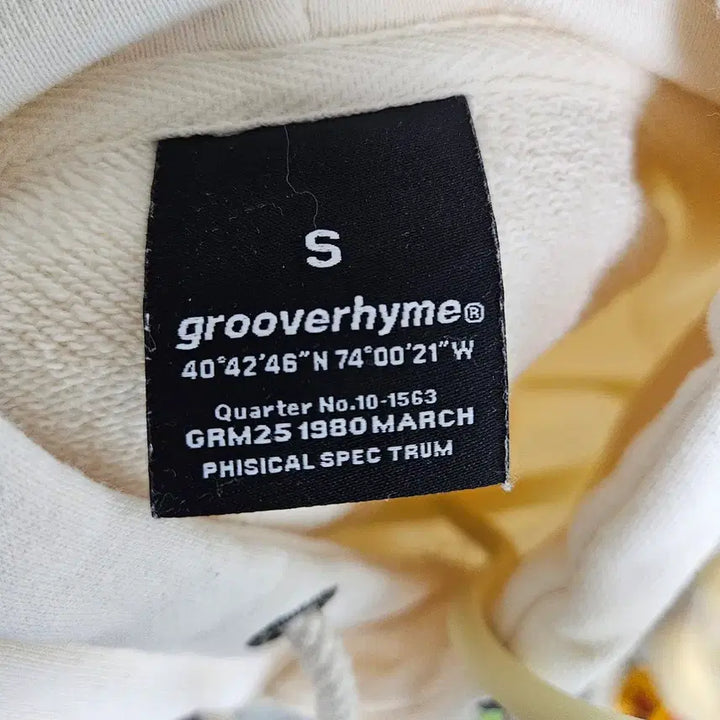 S
grooverhyme®
40°42'46"N 74°00'21"W
Quarter No.10-1563
GRM25 1980 MARCH
PHISICAL SPEC TRUM